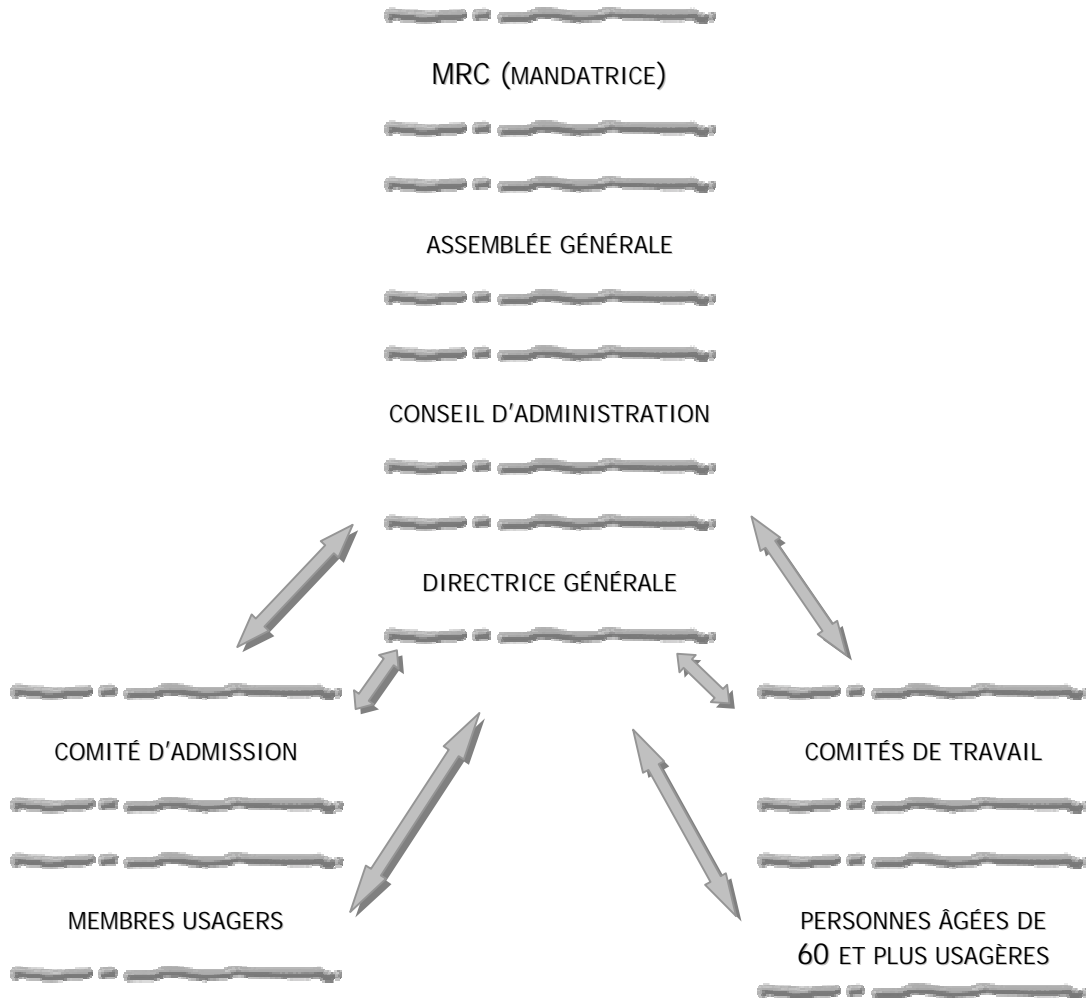 MRC (MANDATRICE)
ASSEMBLÉE GÉNÉRALE
CONSEIL D'ADMINISTRATION
DIRECTRICE GÉNÉRALE
COMITÉ D'ADMISSION
COMITÉS DE TRAVAIL
MEMBRES USAGERS
PERSONNES ÂGÉES DE
60 ET PLUS USAGÈRES